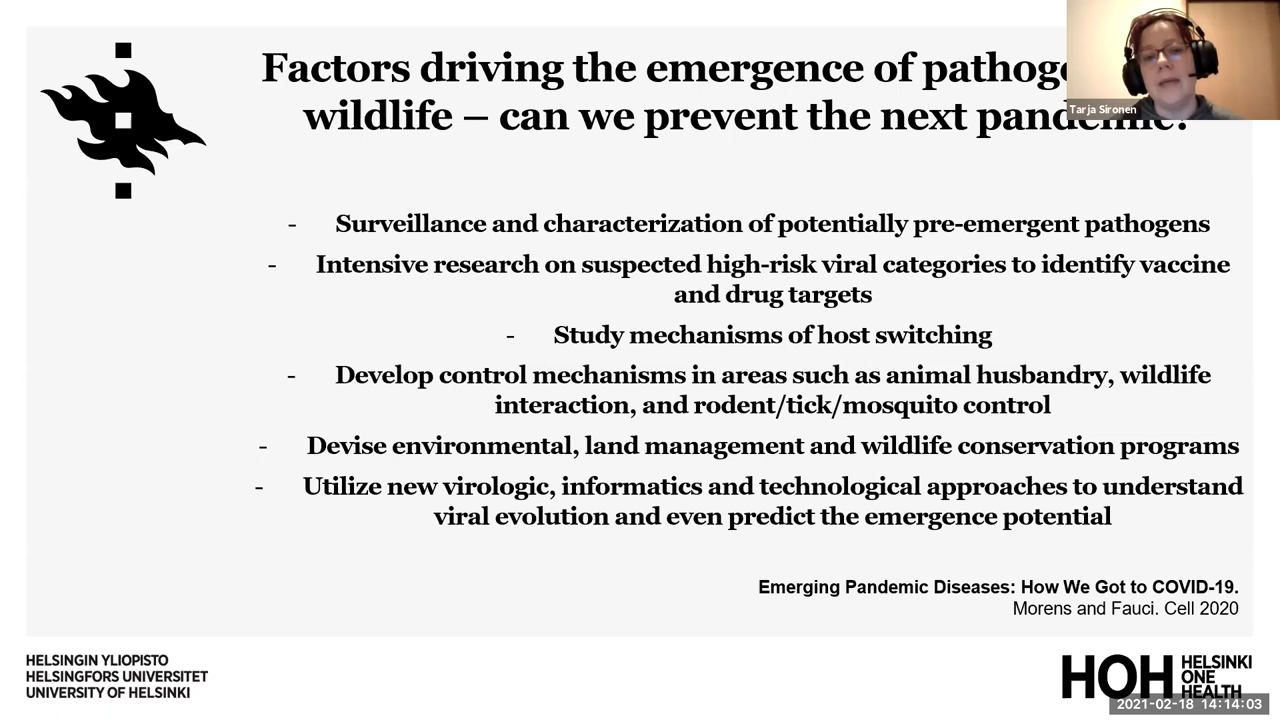 Factors driving the emergence of
wildlife – can we prevent the next
Tarja Sironen
- Surveillance and characterization of potentially pre-emergent pathogens
- Intensive research on suspected high-risk viral categories to identify vaccine
and drug targets
- Study mechanisms of host switching
- Develop control mechanisms in areas such as animal husbandry, wildlife
interaction, and rodent/tick/mosquito control
- Devise environmental, land management and wildlife conservation programs
- Utilize new virologic, informatics and technological approaches to understand
viral evolution and even predict the emergence potential
Emerging Pandemic Diseases: How We Got to COVID-19.
Morens and Fauci. Cell 2020
HELSINGIN YLIOPISTO
HELSINGFORS UNIVERSITET
UNIVERSITY OF HELSINKI
HOH
HELSINKI
ONE
HEALTH
2021-02-18 14:14:03